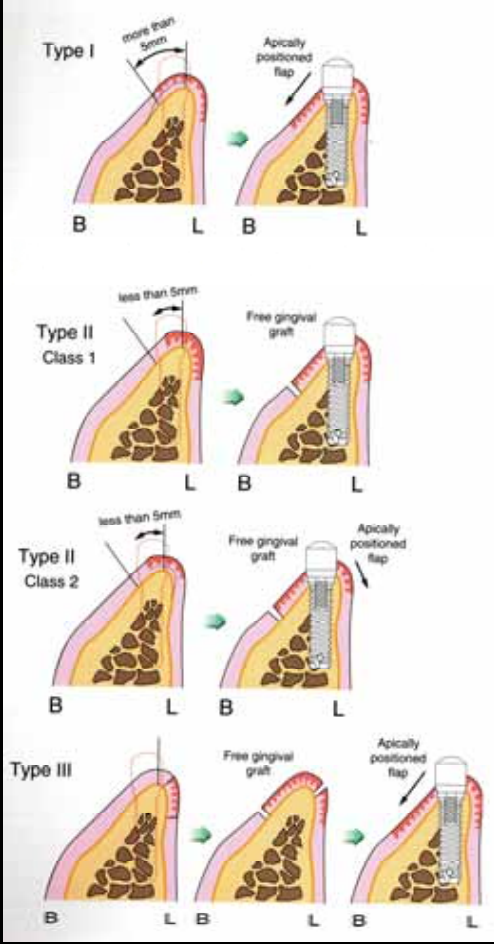 Type I
more than
5mm
Apically
positioned
flap
B L B L
Type II
Class 1
less than 5mm
Free gingival
graft
B L B L
Type II
Class 2
less than 5mm
Free gingival
graft
Apically
positioned
flap
B L B L
Type III
Free gingival
graft
Apically
positioned
flap
B L B L B L